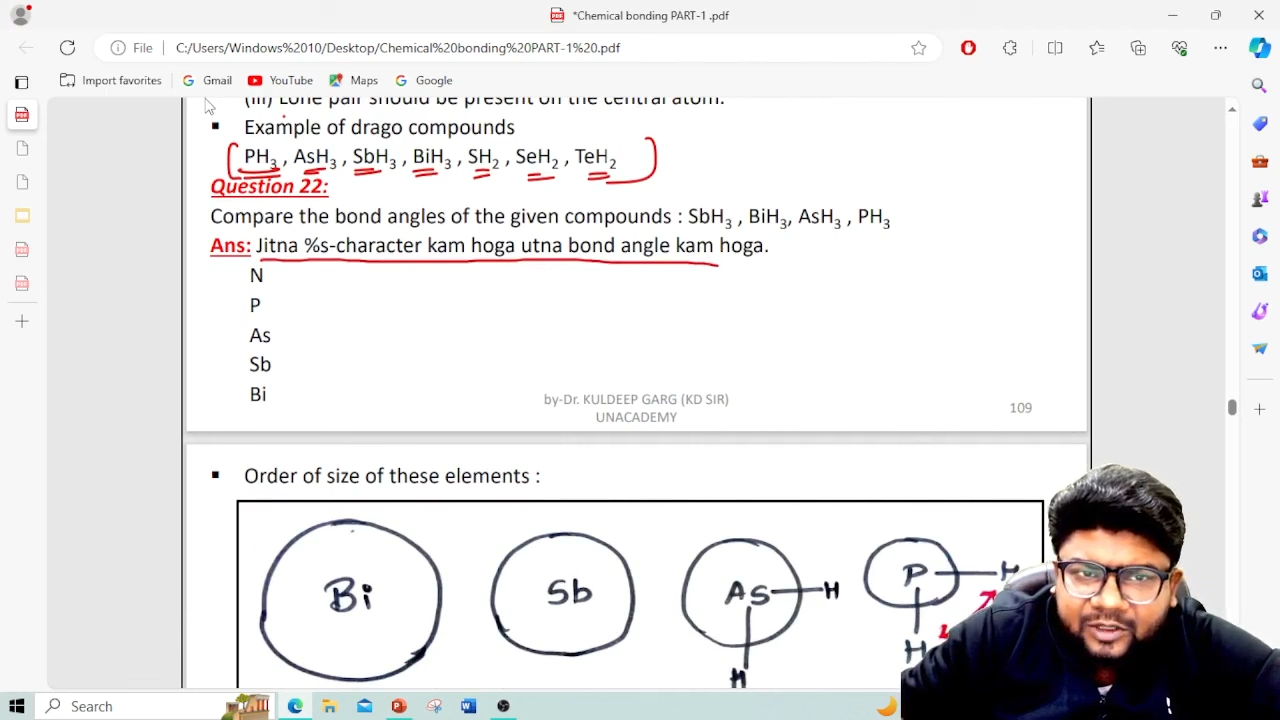 *Chemical bonding PART-1 .pdf
File
C:/Users/Windows%2010/Desktop/Chemical%20bonding%20PART-1%20.pdf
Import favorites
Gmail
YouTube
Maps
Google
(iii) Lone pair should be present on the central atom.
▪ Example of drago compounds
PH₃ , AsH₃ , SbH₃ , BiH₃ , SH₂ , SeH₂ , TeH₂
Question 22:
Compare the bond angles of the given compounds : SbH₃ , BiH₃, AsH₃ , PH₃
Ans: Jitna %s-character kam hoga utna bond angle kam hoga.
N
P
As
Sb
Bi
by-Dr. KULDEEP GARG (KD SIR)
UNACADEMY
109
▪ Order of size of these elements :
Bi
Sb
As H
P H
H
H
Search